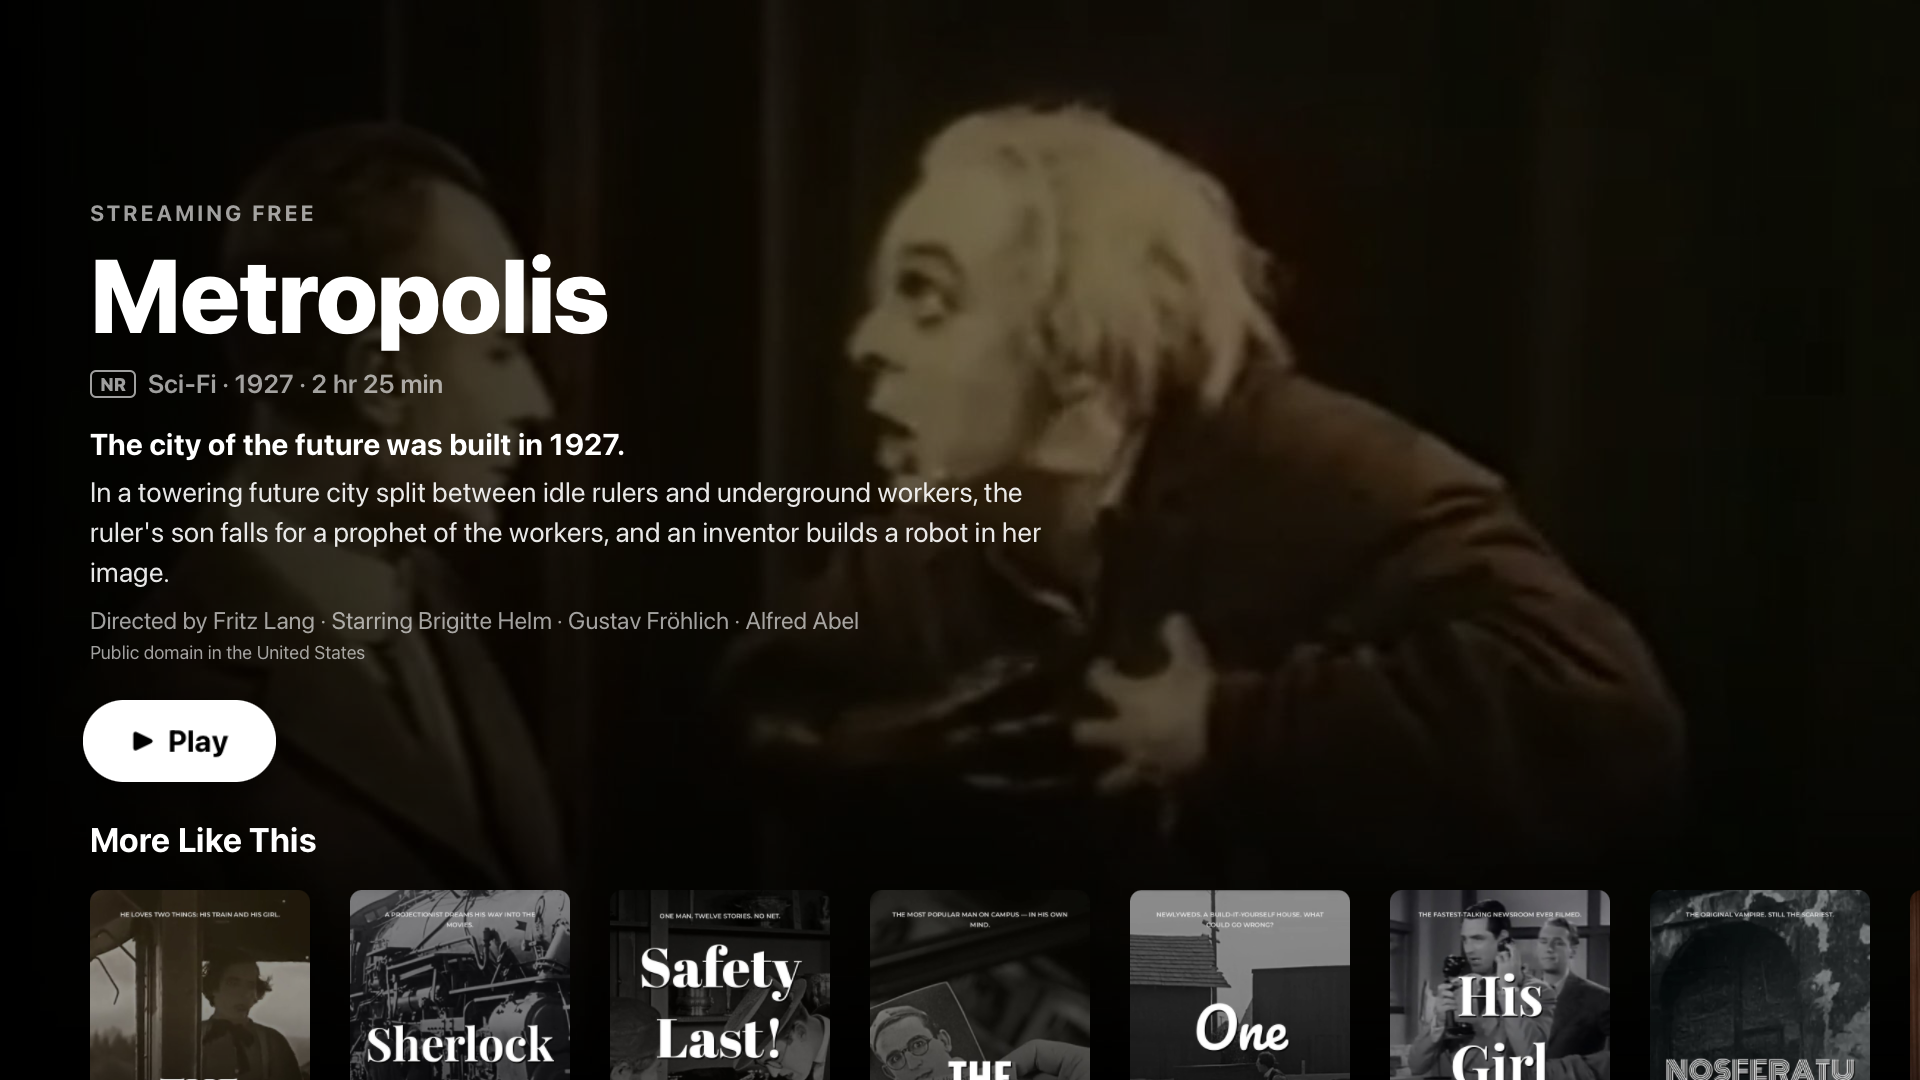 STREAMING FREE
Metropolis
NR Sci-Fi · 1927 · 2 hr 25 min
The city of the future was built in 1927.
In a towering future city split between idle rulers and underground workers, the
ruler's son falls for a prophet of the workers, and an inventor builds a robot in her
image.
Directed by Fritz Lang · Starring Brigitte Helm · Gustav Fröhlich · Alfred Abel
Public domain in the United States
Play
More Like This
HE LOVES TWO THINGS: HIS TRAIN AND HIS GIRL.
A PROJECTIONIST DREAMS HIS WAY INTO THE
MOVIES.
Sherlock
ONE MAN, TWELVE STORIES. NO NET.
Safety
Last!
THE MOST POPULAR MAN ON CAMPUS — IN HIS OWN
MIND.
THE
NEWLYWEDS. A BUILD-IT-YOURSELF HOUSE. WHAT
COULD GO WRONG?
One
THE FASTEST-TALKING NEWSROOM EVER FILMED.
His
Girl
THE ORIGINAL VAMPIRE. STILL THE SCARIEST.
NOSFERATU